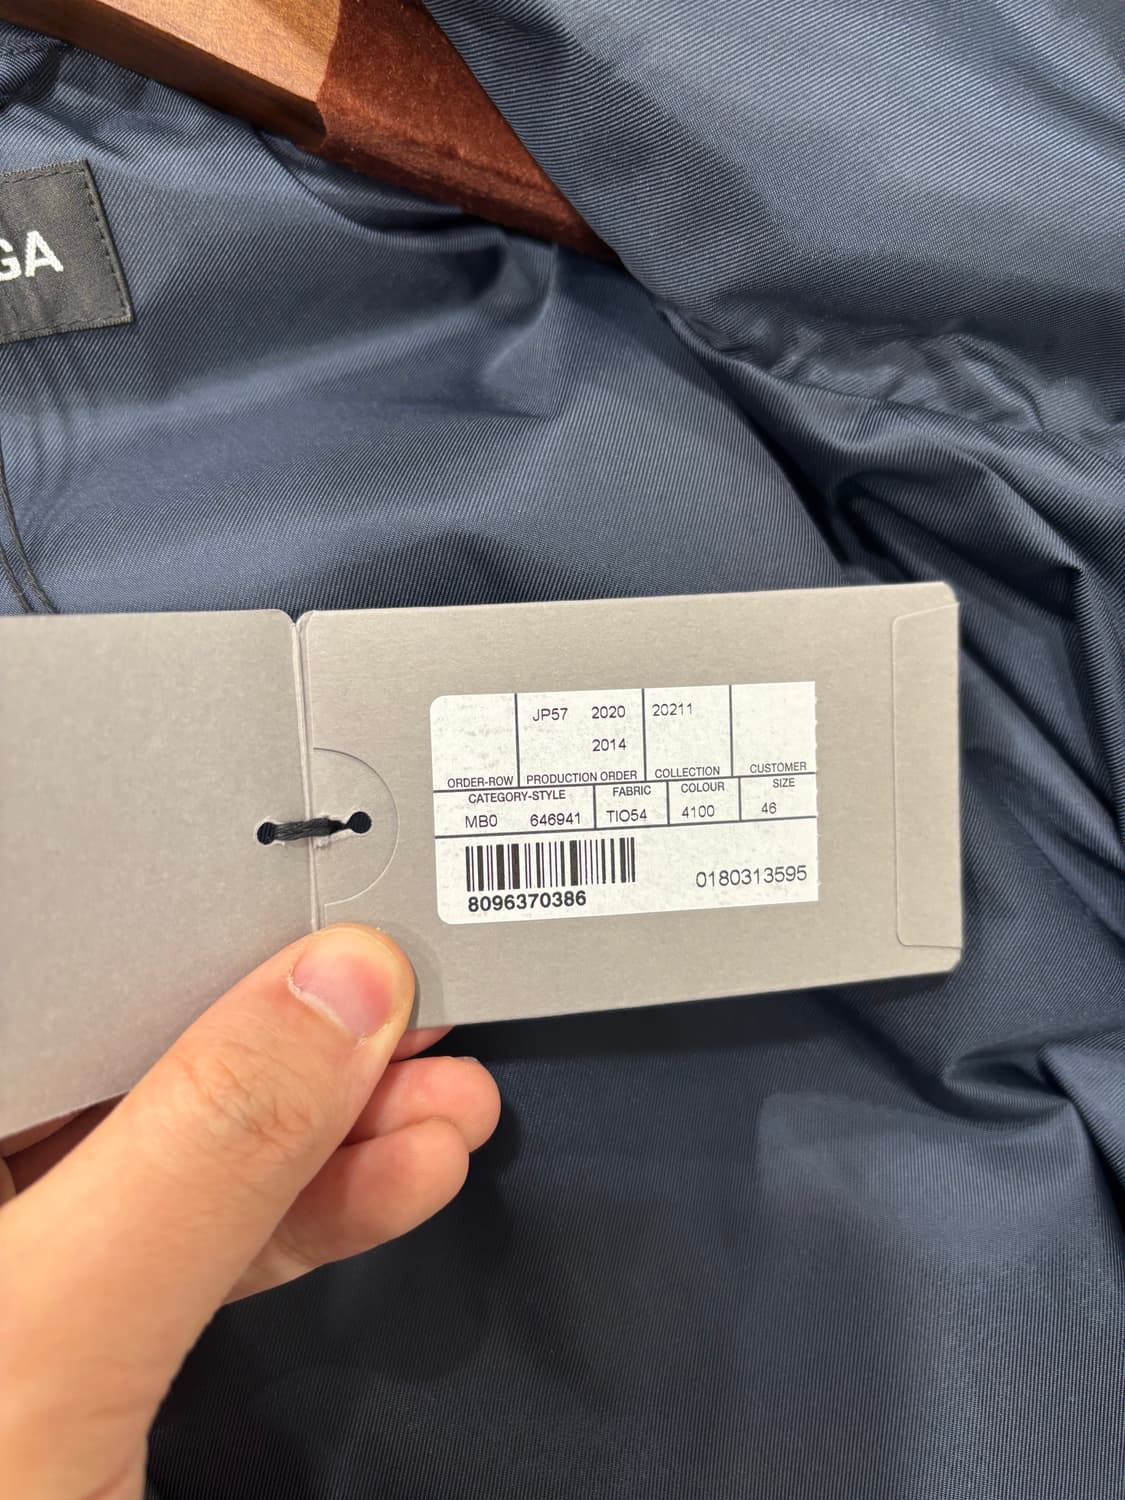 GA
JP57 2020 20211
2014
ORDER-ROW PRODUCTION ORDER COLLECTION CUSTOMER
CATEGORY-STYLE FABRIC COLOUR SIZE
MB0 646941 TIO54 4100 46
8096370386 0180313595